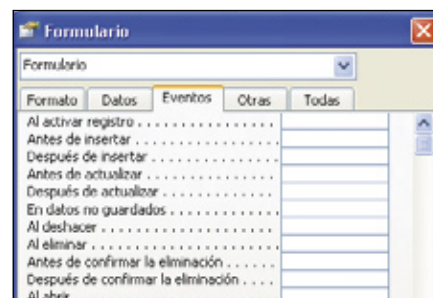 Formulario
Formulario
Formato Datos Eventos Otras Todas
Al activar registro . . . . . . . . . . . . . . . . .
Antes de insertar . . . . . . . . . . . . . . . . . .
Después de insertar . . . . . . . . . . . . . . . .
Antes de actualizar . . . . . . . . . . . . . . . .
Después de actualizar . . . . . . . . . . . . . .
En datos no guardados . . . . . . . . . . . . .
Al deshacer . . . . . . . . . . . . . . . . . . . . . .
Al eliminar . . . . . . . . . . . . . . . . . . . . . . .
Antes de confirmar la eliminación . . . . . .
Después de confirmar la eliminación . . . .
Al abrir